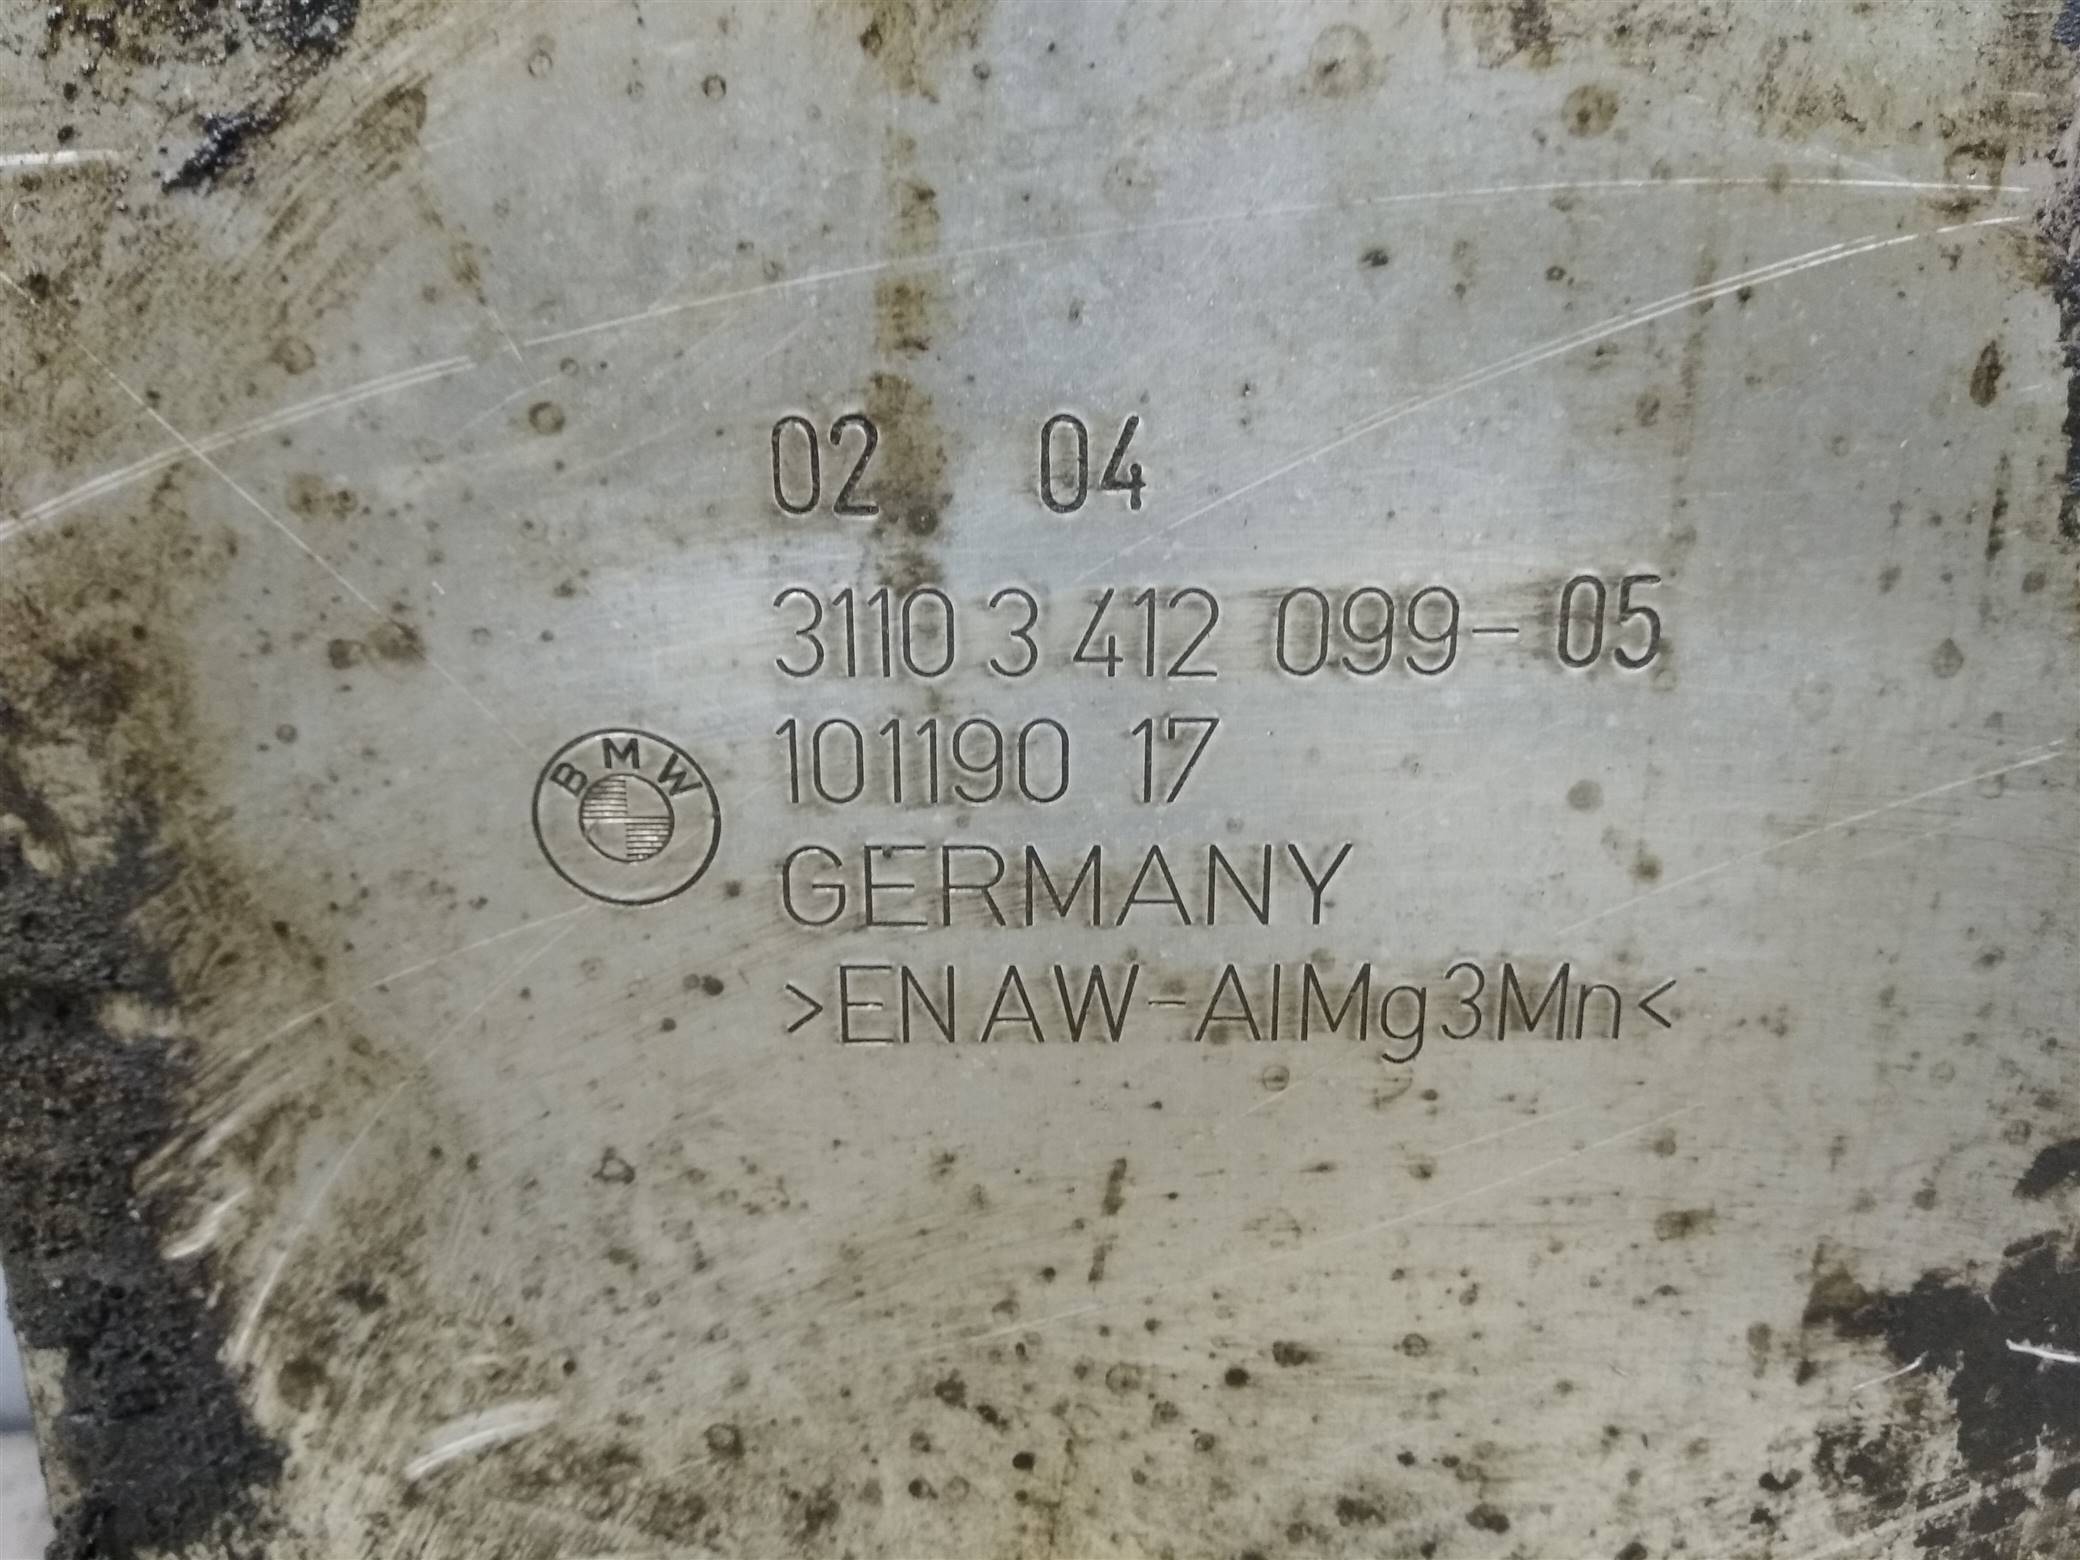 02 04
3110 3 412 099-05
101190 17
BMW
GERMANY
>EN AW-AlMg3Mn<